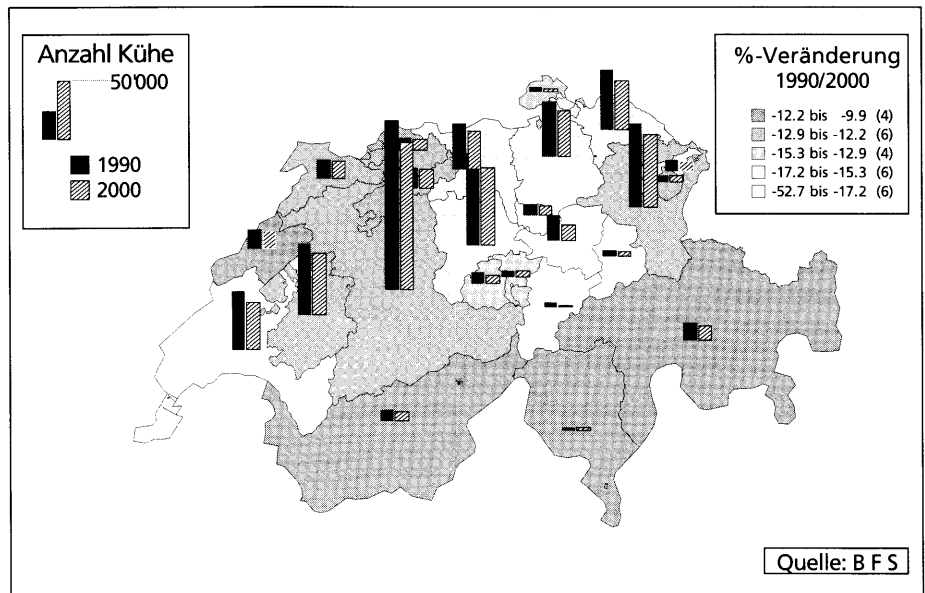 Anzahl Kühe
50'000
1990
2000
%-Veränderung
1990/2000
-12.2 bis -9.9 (4)
-12.9 bis -12.2 (6)
-15.3 bis -12.9 (4)
-17.2 bis -15.3 (6)
-52.7 bis -17.2 (6)
Quelle: B F S